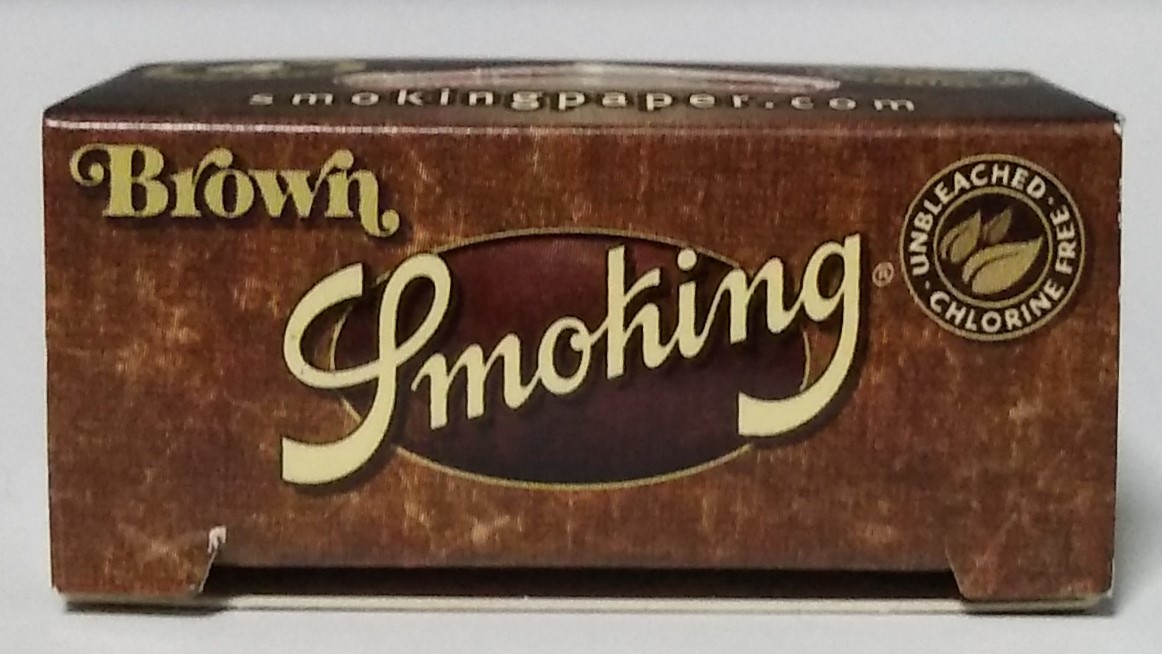 smokingpaper.com
Brown
Smoking®
UNBLEACHED · CHLORINE FREE ·